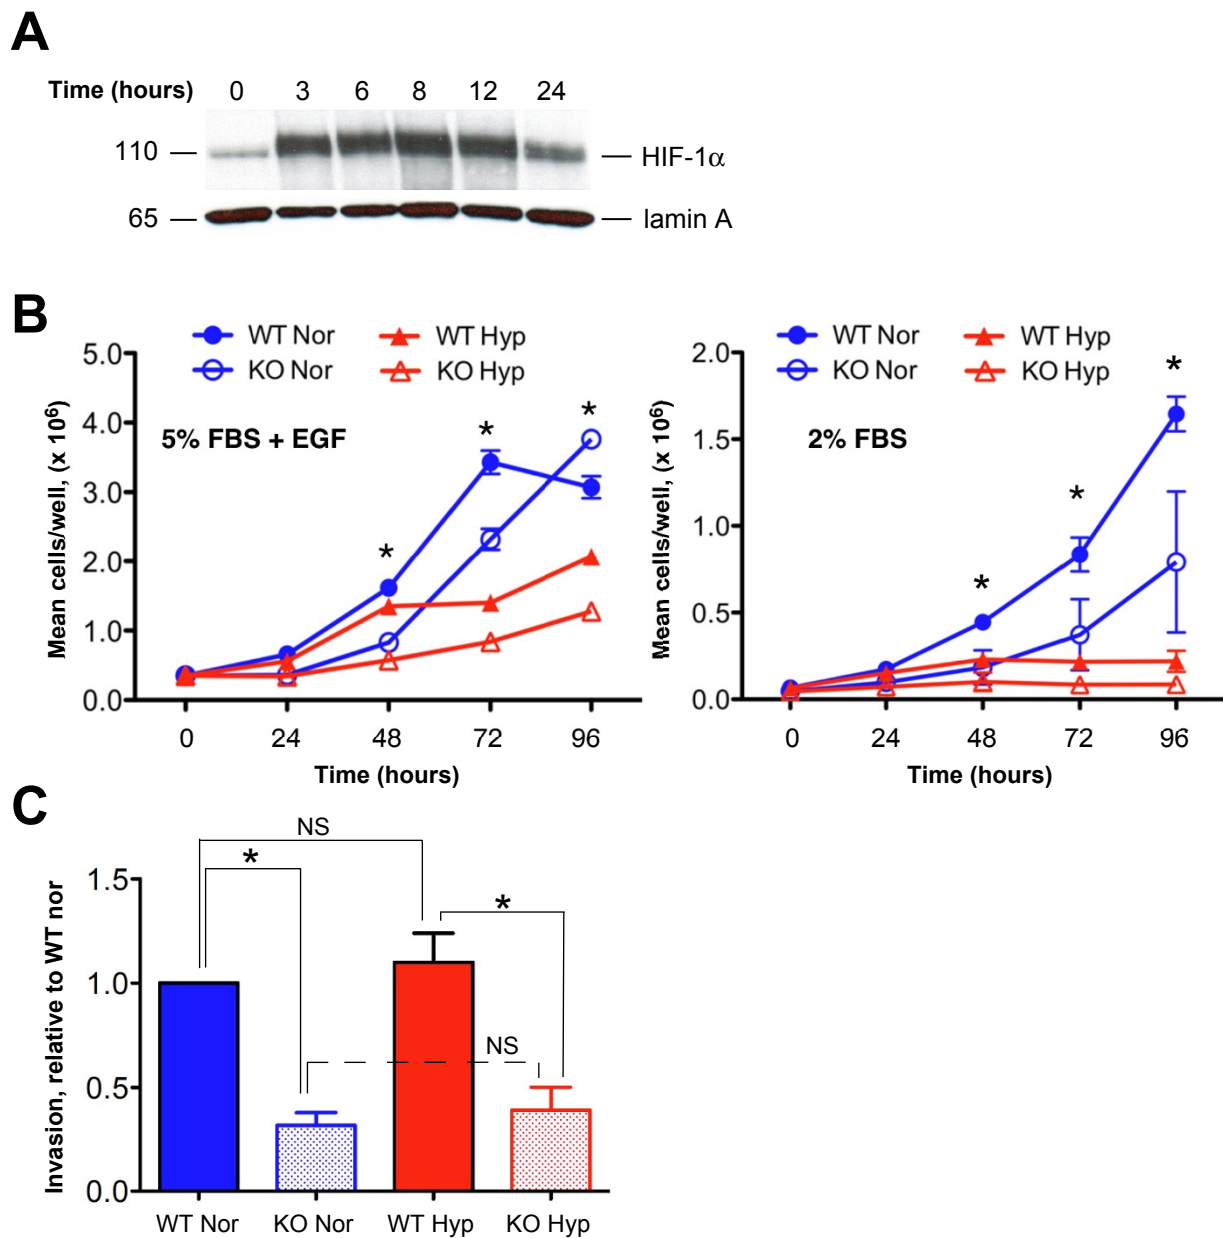 A
Time (hours) 0 3 6 8 12 24
110 HIF-1α
65 lamin A
B
WT Nor WT Hyp
KO Nor KO Hyp
5% FBS + EGF
Mean cells/well, (x 10⁶)
5.0
4.0
3.0
2.0
1.0
0.0
* * *
0 24 48 72 96
Time (hours)
WT Nor WT Hyp
KO Nor KO Hyp
2% FBS
Mean cells/well, (x 10⁶)
2.0
1.5
1.0
0.5
0.0
* * *
0 24 48 72 96
Time (hours)
C
NS
*
*
NS
Invasion, relative to WT nor
1.5
1.0
0.5
0.0
WT Nor KO Nor WT Hyp KO Hyp